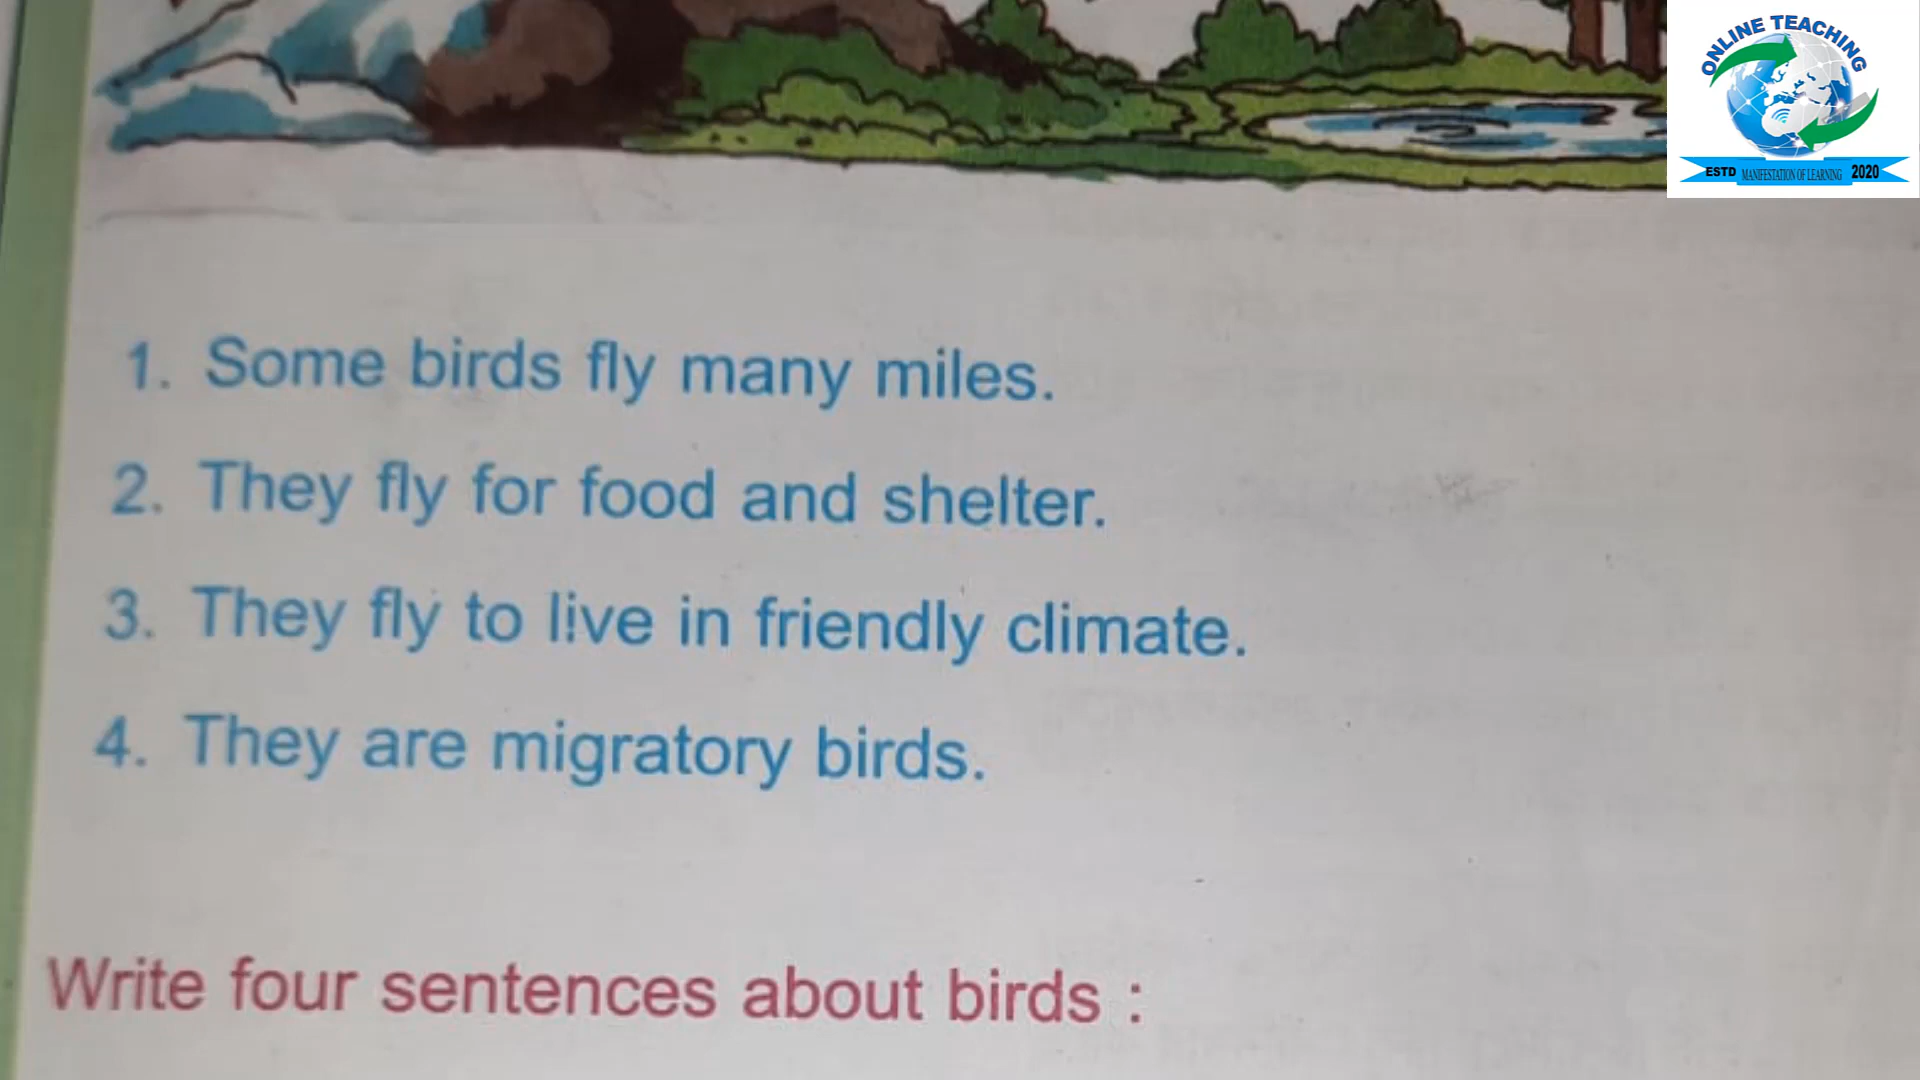 ONLINE TEACHING
ESTD MANIFESTATION OF LEARNING 2020
1. Some birds fly many miles.
2. They fly for food and shelter.
3. They fly to live in friendly climate.
4. They are migratory birds.
Write four sentences about birds :